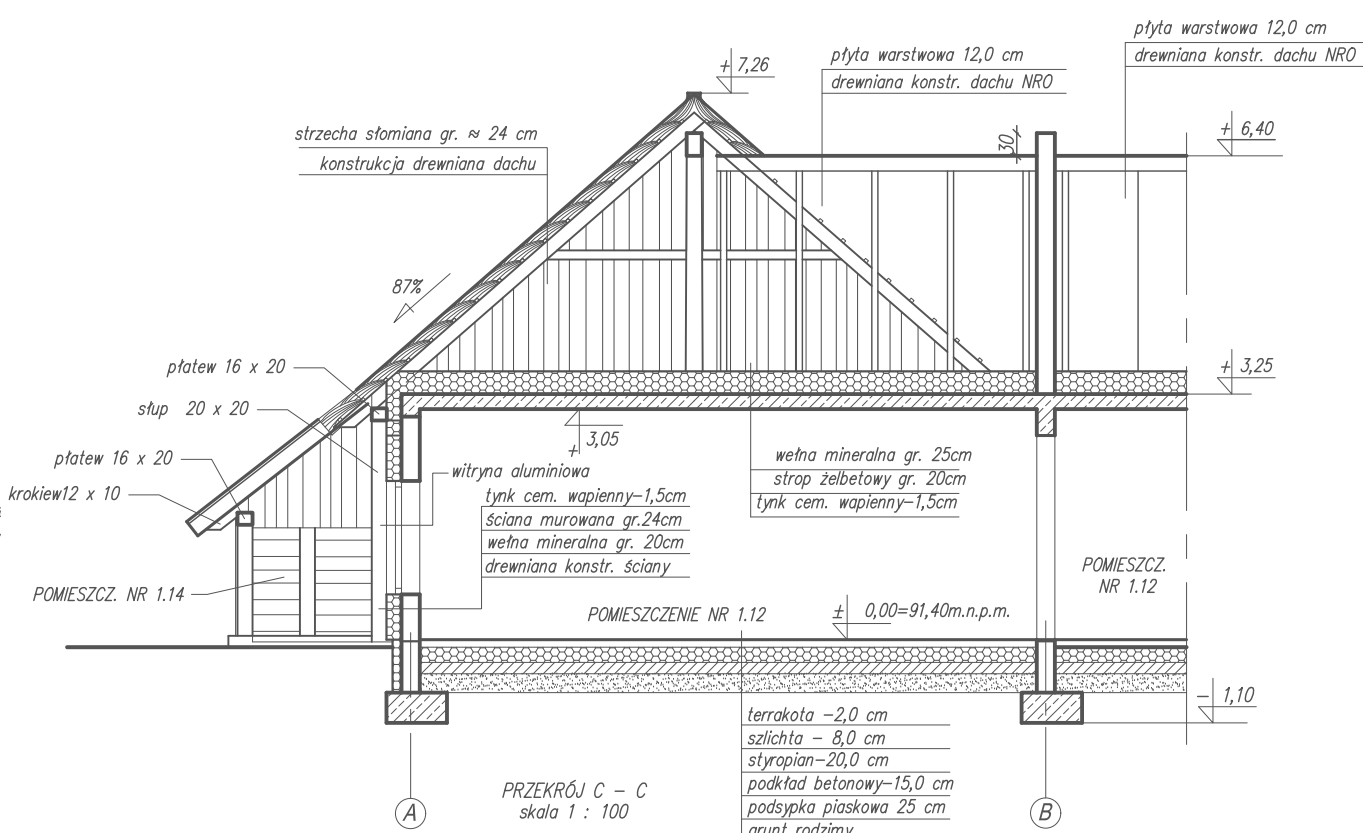 płyta warstwowa 12,0 cm
drewniana konstr. dachu NRO
płyta warstwowa 12,0 cm
drewniana konstr. dachu NRO
+ 7,26
strzecha słomiana gr. ≈ 24 cm
konstrukcja drewniana dachu
30
+ 6,40
87%
płatew 16 x 20
słup 20 x 20
płatew 16 x 20
krokiew12 x 10
+ 3,25
+ 3,05
witryna aluminiowa
tynk cem. wapienny-1,5cm
ściana murowana gr.24cm
wełna mineralna gr. 20cm
drewniana konstr. ściany
wełna mineralna gr. 25cm
strop żelbetowy gr. 20cm
tynk cem. wapienny-1,5cm
POMIESZCZ. NR 1.14
POMIESZCZENIE NR 1.12
± 0,00=91,40m.n.p.m.
POMIESZCZ.
NR 1.12
- 1,10
terrakota -2,0 cm
szlichta - 8,0 cm
styropian-20,0 cm
podkład betonowy-15,0 cm
podsypka piaskowa 25 cm
grunt rodzimy
PRZEKRÓJ C - C
skala 1 : 100
A
B